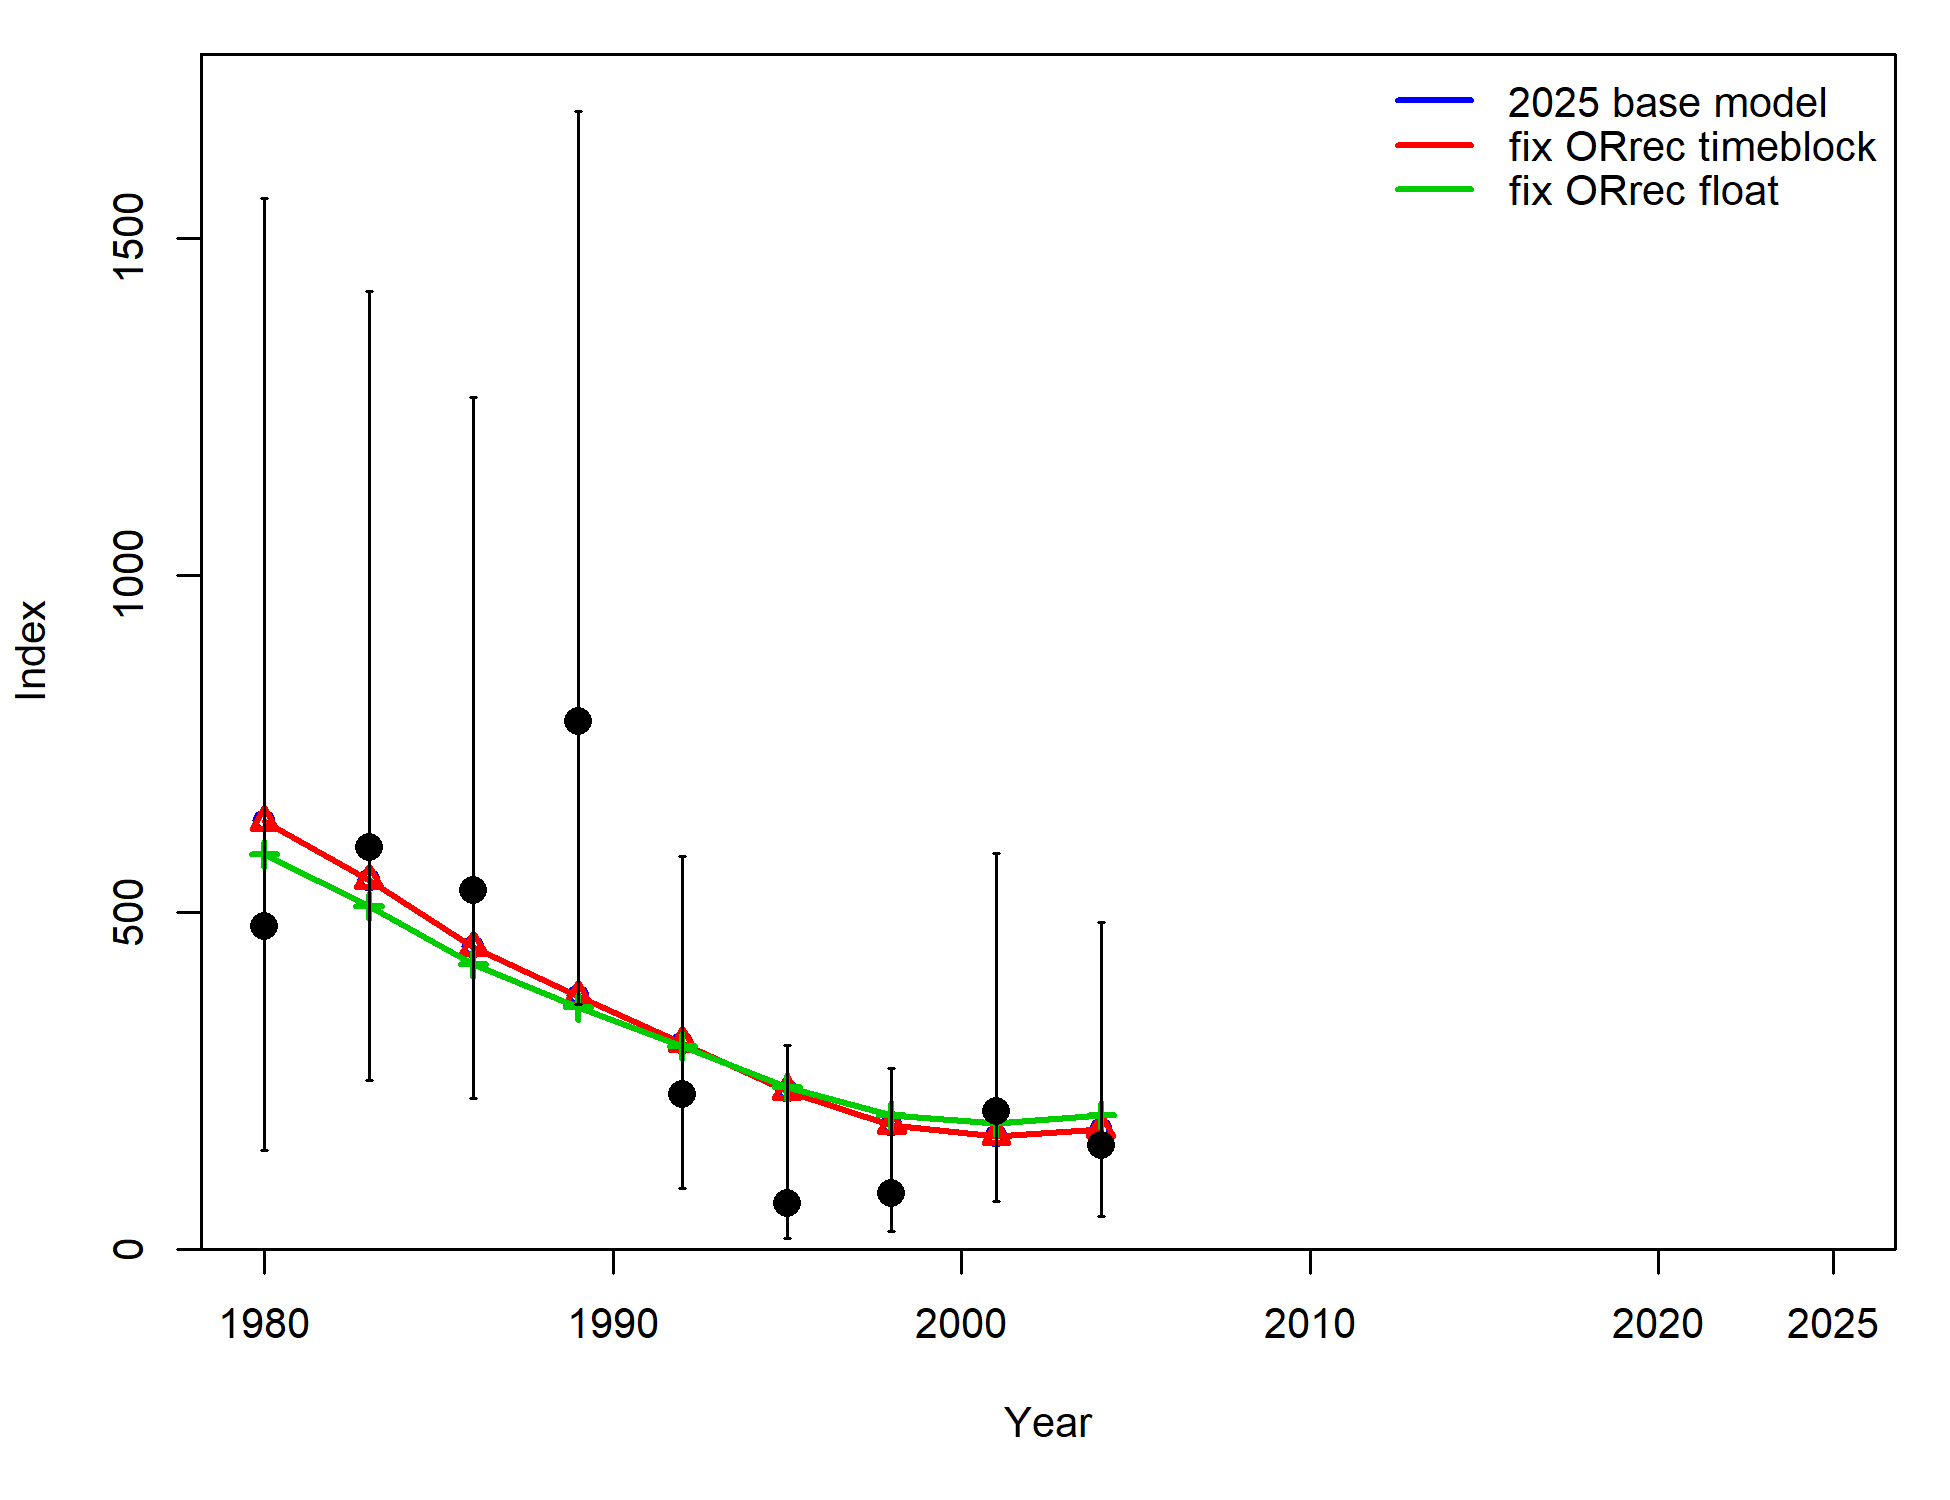 2025 base model
fix ORrec timeblock
fix ORrec float
1500
1000
500
0
Index
1980 1990 2000 2010 2020 2025
Year